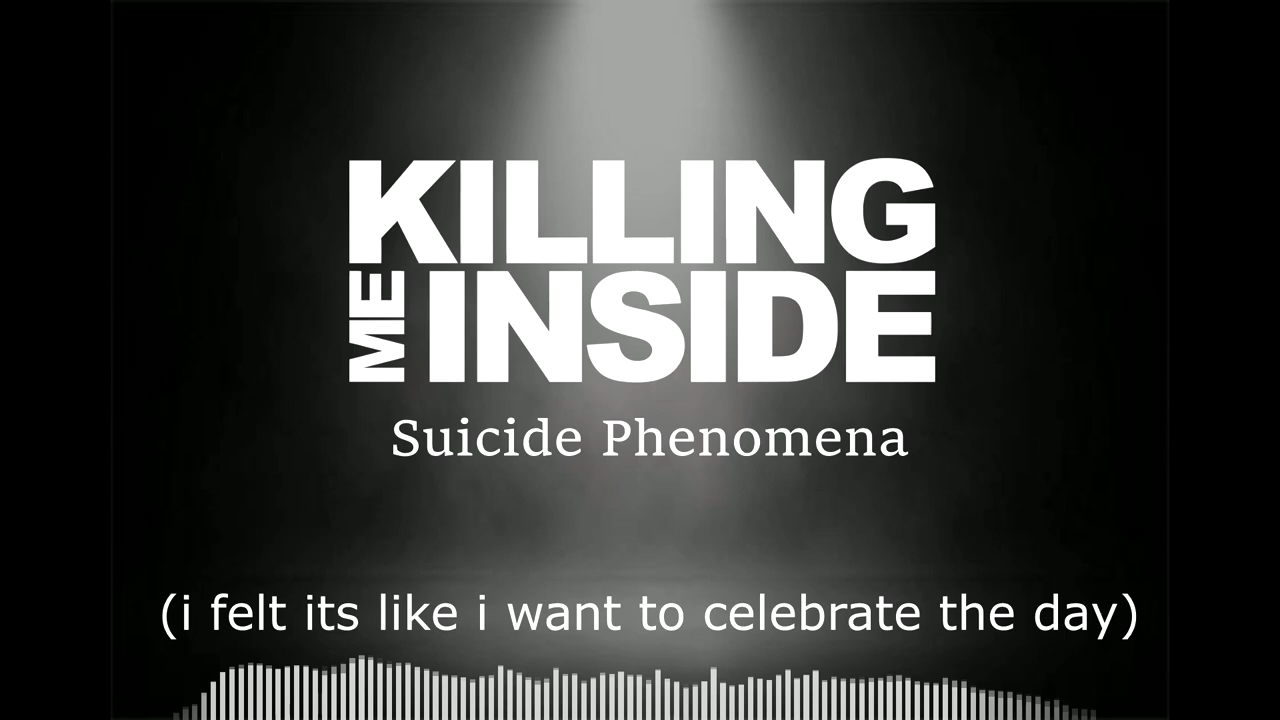 KILLING
ME INSIDE
Suicide Phenomena
(i felt its like i want to celebrate the day)